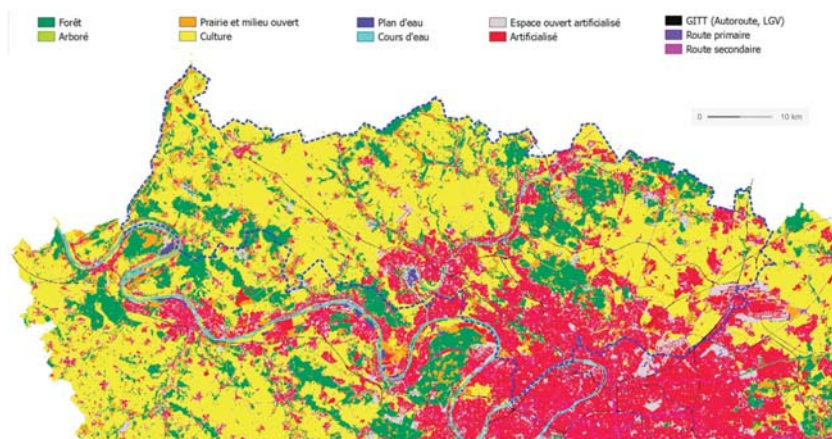 Forêt
Arboré
Prairie et milieu ouvert
Culture
Plan d'eau
Cours d'eau
Espace ouvert artificialisé
Artificialisé
GITT (Autoroute, LGV)
Route primaire
Route secondaire
0 10 km